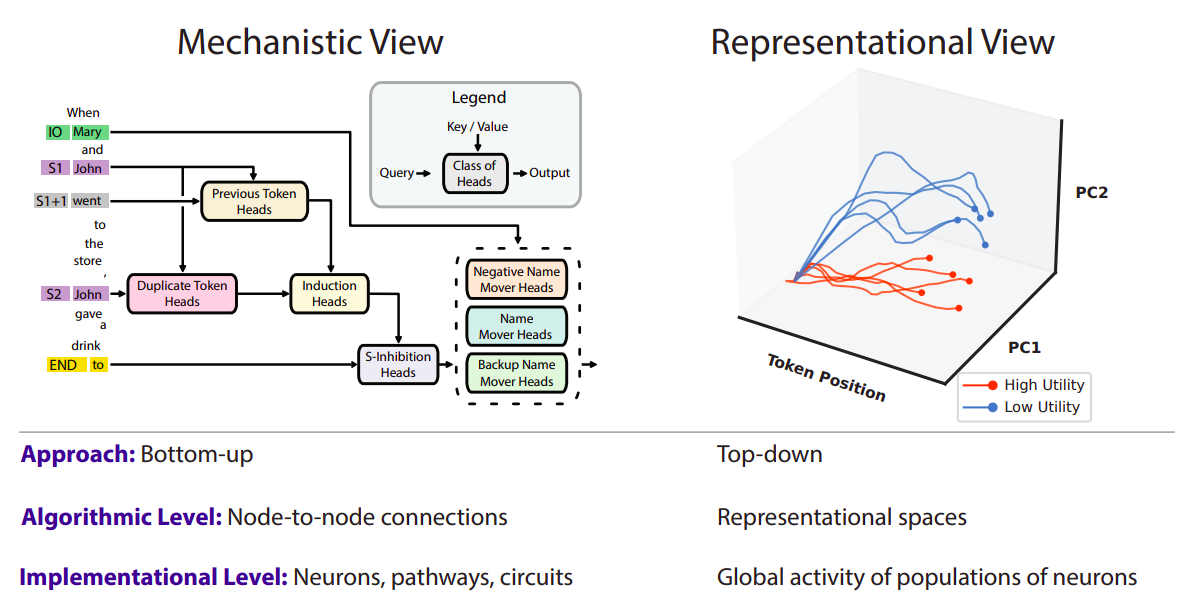 Mechanistic View
Representational View
When
IO Mary
and
S1 John
S1+1 went
to
the
store
,
S2 John
gave
a
drink
END to
Previous Token
Heads
Duplicate Token
Heads
Induction
Heads
S-Inhibition
Heads
Legend
Key / Value
Query
Class of
Heads
Output
Negative Name
Mover Heads
Name
Mover Heads
Backup Name
Mover Heads
PC2
PC1
Token Position
High Utility
Low Utility
Approach: Bottom-up
Top-down
Algorithmic Level: Node-to-node connections
Representational spaces
Implementational Level: Neurons, pathways, circuits
Global activity of populations of neurons